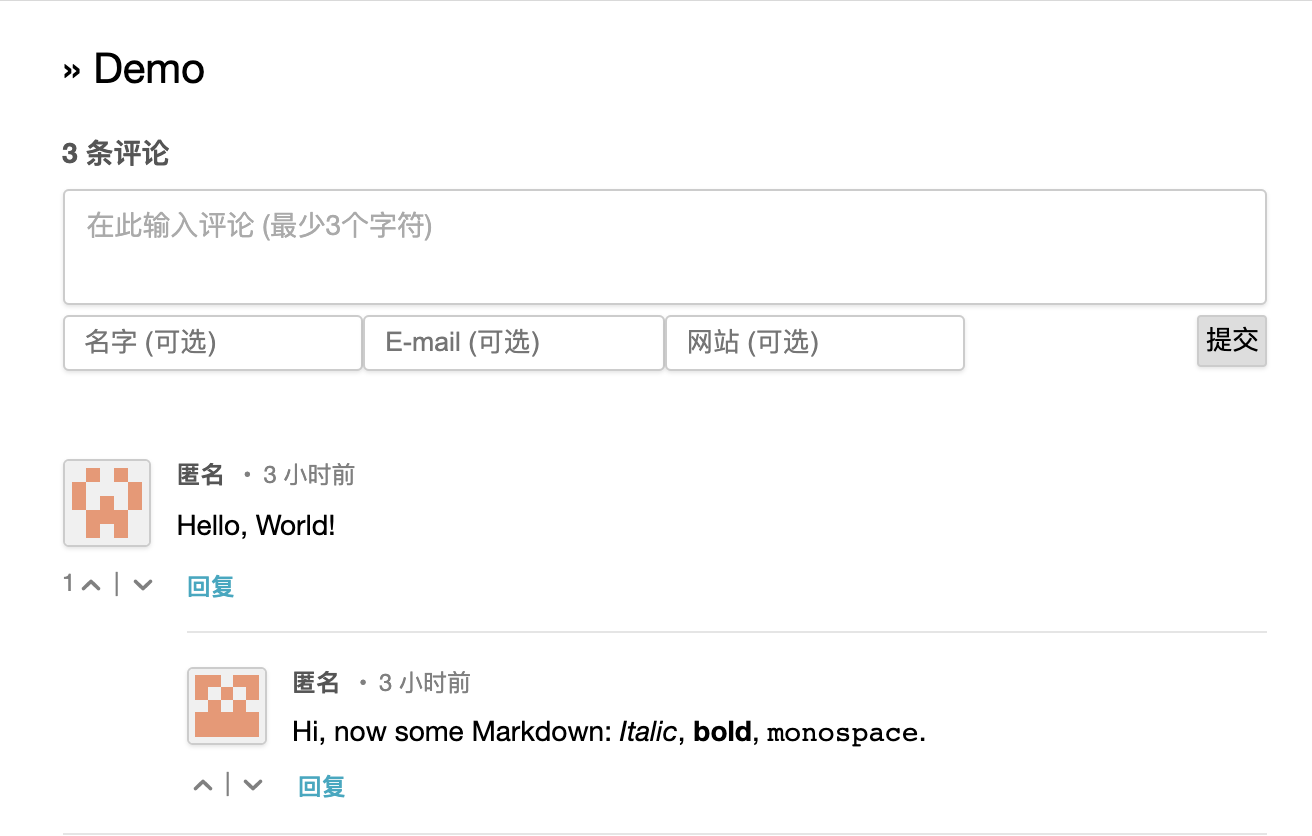 » Demo
3 条评论
在此输入评论 (最少3个字符)
名字 (可选) E-mail (可选) 网站 (可选) 提交
匿名 • 3 小时前
Hello, World!
1 | 回复
匿名 • 3 小时前
Hi, now some Markdown: Italic, bold, monospace.
| 回复